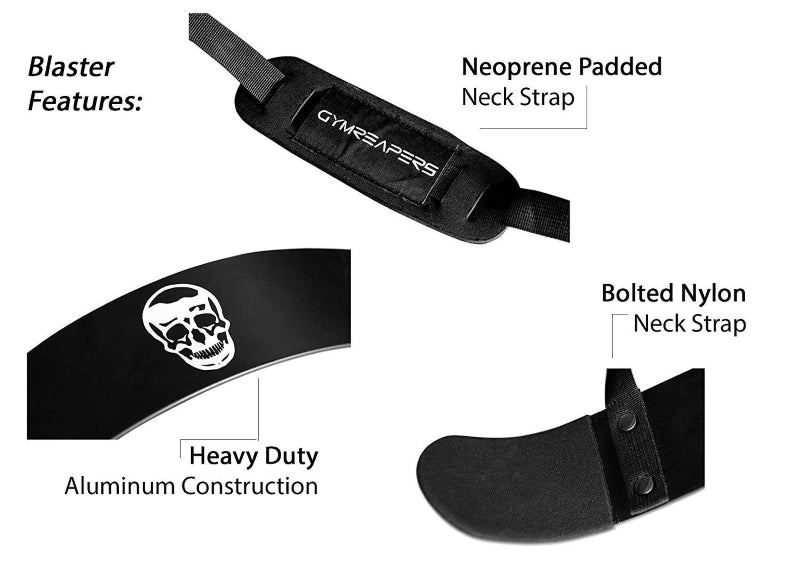 Blaster
Features:
Neoprene Padded
Neck Strap
GYMREAPERS
Bolted Nylon
Neck Strap
Heavy Duty
Aluminum Construction